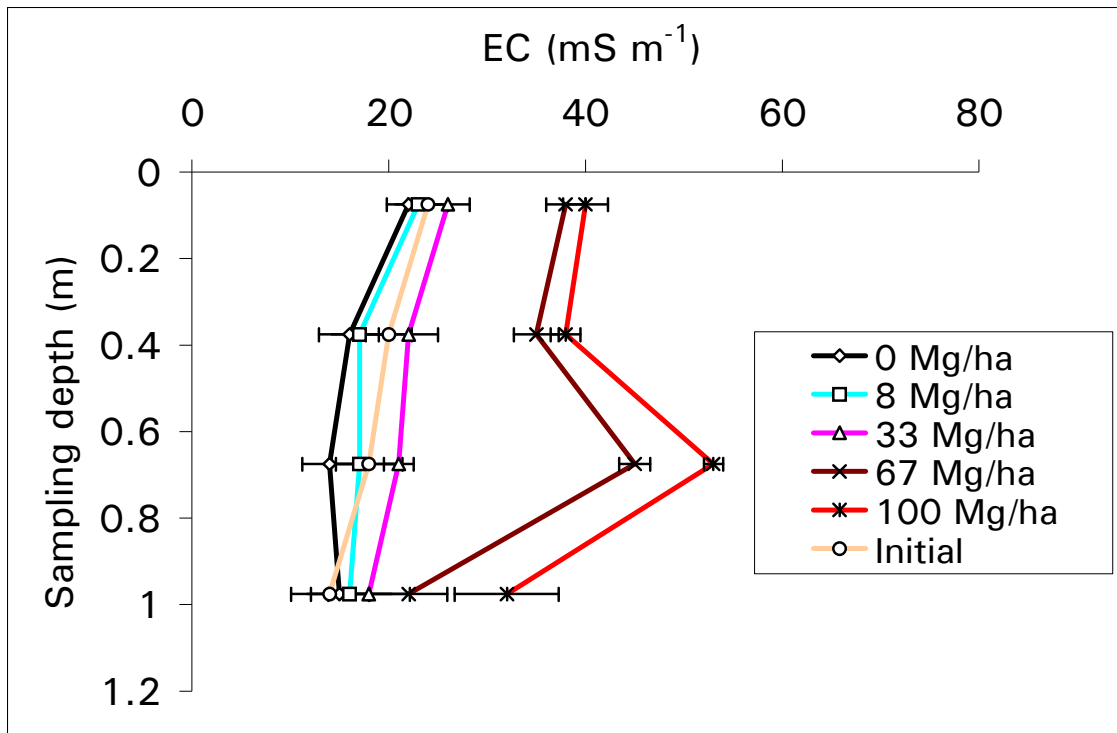 EC (mS m⁻¹)
0 20 40 60 80
0
0.2
0.4
0.6
0.8
1
1.2
Sampling depth (m)
0 Mg/ha
8 Mg/ha
33 Mg/ha
67 Mg/ha
100 Mg/ha
Initial